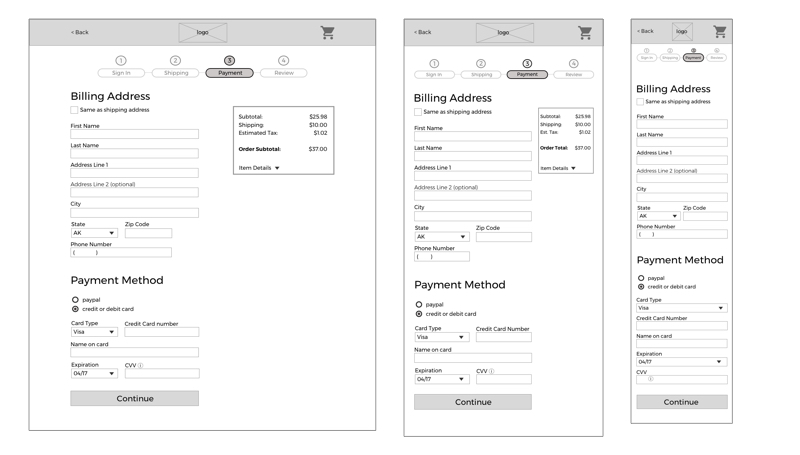 < Back
logo
1 2 3 4
Sign In Shipping Payment Review
Billing Address
Same as shipping address
First Name
Last Name
Address Line 1
Address Line 2 (optional)
City
State Zip Code
AK
Phone Number
( )
Subtotal: $25.98
Shipping: $10.00
Estimated Tax: $1.02
Order Subtotal: $37.00
Item Details
Payment Method
paypal
credit or debit card
Card Type Credit Card number
Visa
Name on card
Expiration CVV i
04/17
Continue
< Back
logo
1 2 3 4
Sign In Shipping Payment Review
Billing Address
Same as shipping address
First Name
Last Name
Address Line 1
Address Line 2 (optional)
City
State Zip Code
AK
Phone Number
( )
Subtotal: $25.98
Shipping: $10.00
Est. Tax: $1.02
Order Total: $37.00
Item Details
Payment Method
paypal
credit or debit card
Card Type Credit Card Number
Visa
Name on card
Expiration CVV i
04/17
Continue
< Back
logo
1 2 3 4
Sign In Shipping Payment Review
Billing Address
Same as shipping address
First Name
Last Name
Address Line 1
Address Line 2 (optional)
City
State Zip Code
AK
Phone Number
( )
Payment Method
paypal
credit or debit card
Card Type
Visa
Credit Card Number
Name on card
Expiration
04/17
CVV
i
Continue